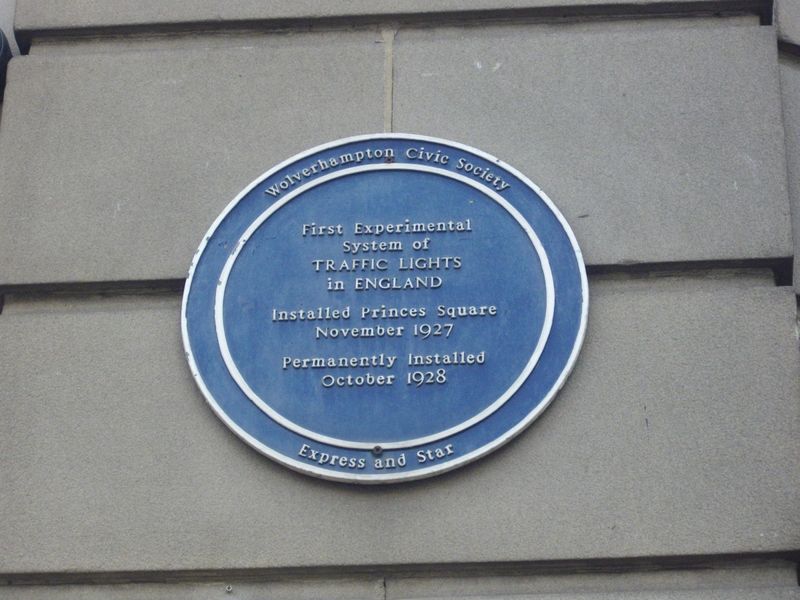 Wolverhampton Civic Society
First Experimental
System of
TRAFFIC LIGHTS
in ENGLAND
Installed Princes Square
November 1927
Permanently Installed
October 1928
Express and Star